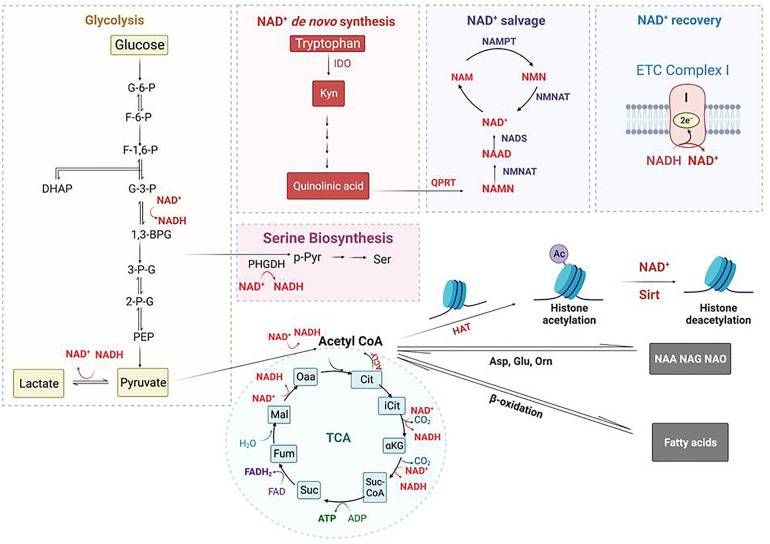 Glycolysis
Glucose
G-6-P
F-6-P
F-1,6-P
DHAP
G-3-P
NAD⁺
NADH
1,3-BPG
3-P-G
2-P-G
PEP
NAD⁺ NADH
Lactate
Pyruvate
NAD⁺ de novo synthesis
Tryptophan
IDO
Kyn
Quinolinic acid
QPRT
NAD⁺ salvage
NAMPT
NAM
NMN
NMNAT
NAD⁺
NADS
NAAD
NMNAT
NAMN
NAD⁺ recovery
ETC Complex I
I
2e⁻
NADH NAD⁺
Serine Biosynthesis
PHGDH
p-Pyr
Ser
NAD⁺ NADH
Ac
HAT
Histone
acetylation
NAD⁺
Sirt
Histone
deacetylation
NAD⁺ NADH
Acetyl CoA
ACLY
Asp, Glu, Orn
NAA NAG NAO
β-oxidation
Fatty acids
TCA
Oaa
Cit
iCit
NAD⁺
CO₂
NADH
αKG
CO₂
NAD⁺
NADH
Suc-
CoA
ATP
ADP
Suc
FAD
FADH₂
Fum
H₂O
Mal
NAD⁺
NADH